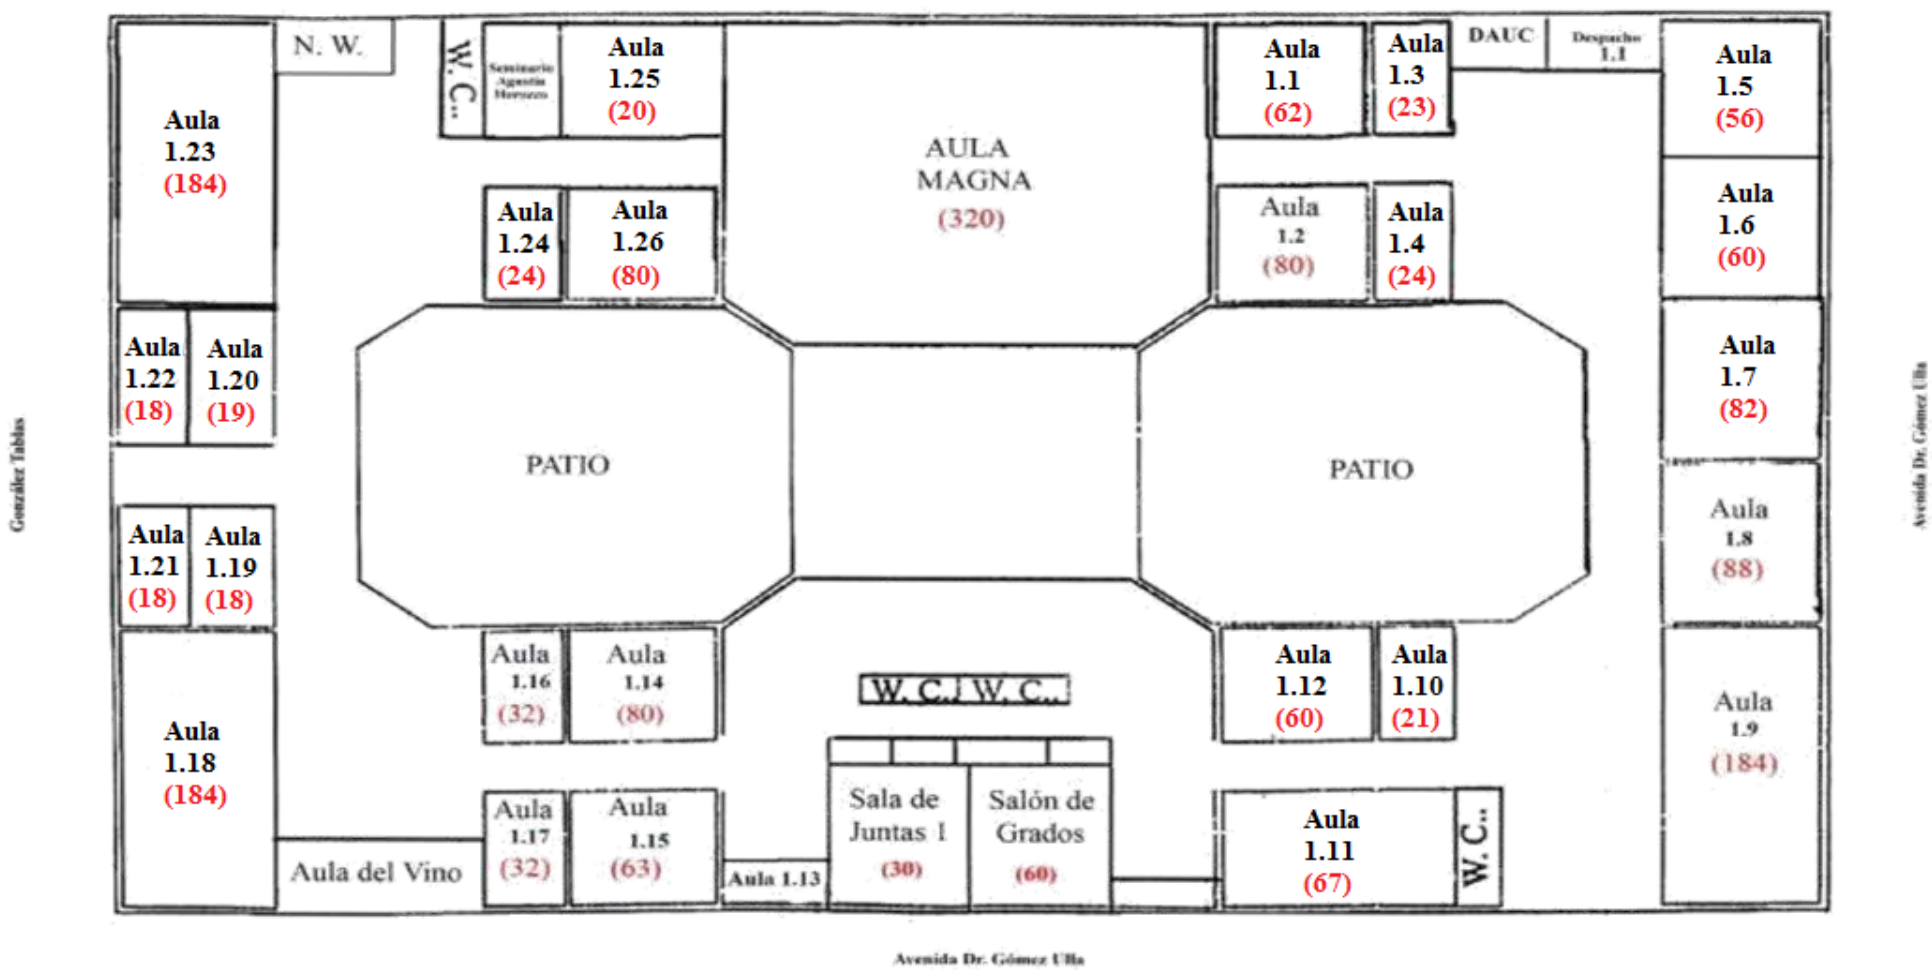 N. W.
W. C..
Seminario
Agustín
Horozco
Aula
1.25
(20)
AULA
MAGNA
(320)
Aula
1.1
(62)
Aula
1.3
(23)
DAUC
Despacho
1.1
Aula
1.5
(56)
Aula
1.23
(184)
Aula
1.24
(24)
Aula
1.26
(80)
Aula
1.2
(80)
Aula
1.4
(24)
Aula
1.6
(60)
Aula
1.22
(18)
Aula
1.20
(19)
Aula
1.7
(82)
González Tablas
PATIO
PATIO
Avenida Dr. Gómez Ulla
Aula
1.21
(18)
Aula
1.19
(18)
Aula
1.8
(88)
Aula
1.16
(32)
Aula
1.14
(80)
W. C.. W. C..
Aula
1.12
(60)
Aula
1.10
(21)
Aula
1.9
(184)
Aula
1.18
(184)
Aula del Vino
Aula
1.17
(32)
Aula
1.15
(63)
Aula 1.13
Sala de
Juntas 1
(30)
Salón de
Grados
(60)
Aula
1.11
(67)
W. C..
Avenida Dr. Gómez Ulla